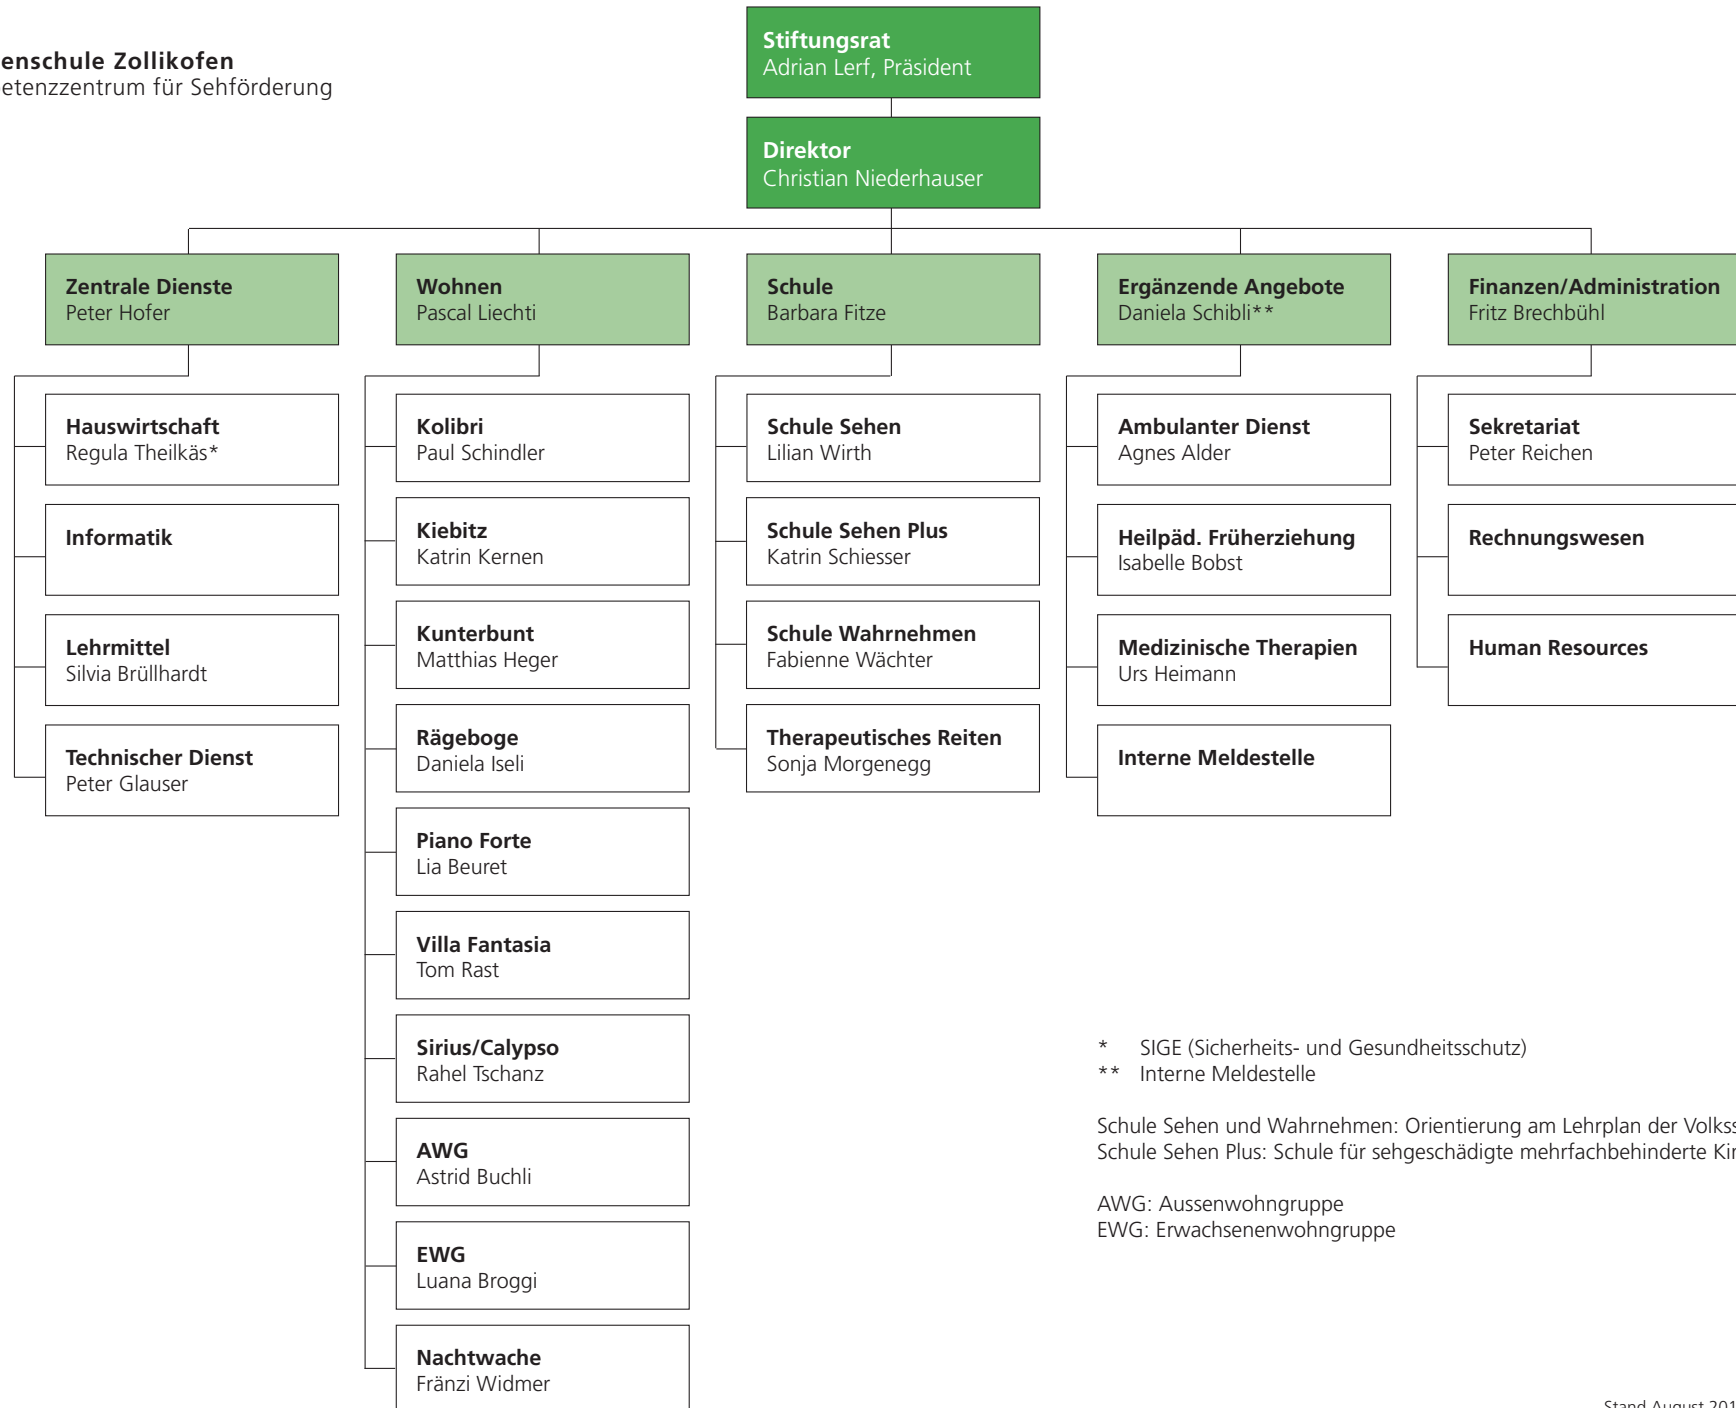 enschule Zollikofen
etenzzentrum für Sehförderung
Stiftungsrat
Adrian Lerf, Präsident
Direktor
Christian Niederhauser
Zentrale Dienste
Peter Hofer
Wohnen
Pascal Liechti
Schule
Barbara Fitze
Ergänzende Angebote
Daniela Schibli**
Finanzen/Administration
Fritz Brechbühl
Hauswirtschaft
Regula Theilkäs*
Informatik
Lehrmittel
Silvia Brüllhardt
Technischer Dienst
Peter Glauser
Kolibri
Paul Schindler
Kiebitz
Katrin Kernen
Kunterbunt
Matthias Heger
Rägeboge
Daniela Iseli
Piano Forte
Lia Beuret
Villa Fantasia
Tom Rast
Sirius/Calypso
Rahel Tschanz
AWG
Astrid Buchli
EWG
Luana Broggi
Nachtwache
Fränzi Widmer
Schule Sehen
Lilian Wirth
Schule Sehen Plus
Katrin Schiesser
Schule Wahrnehmen
Fabienne Wächter
Therapeutisches Reiten
Sonja Morgenegg
Ambulanter Dienst
Agnes Alder
Heilpäd. Früherziehung
Isabelle Bobst
Medizinische Therapien
Urs Heimann
Interne Meldestelle
Sekretariat
Peter Reichen
Rechnungswesen
Human Resources
* SIGE (Sicherheits- und Gesundheitsschutz)
** Interne Meldestelle
Schule Sehen und Wahrnehmen: Orientierung am Lehrplan der Volkss
Schule Sehen Plus: Schule für sehgeschädigte mehrfachbehinderte Kin
AWG: Aussenwohngruppe
EWG: Erwachsenenwohngruppe
Stand August 201